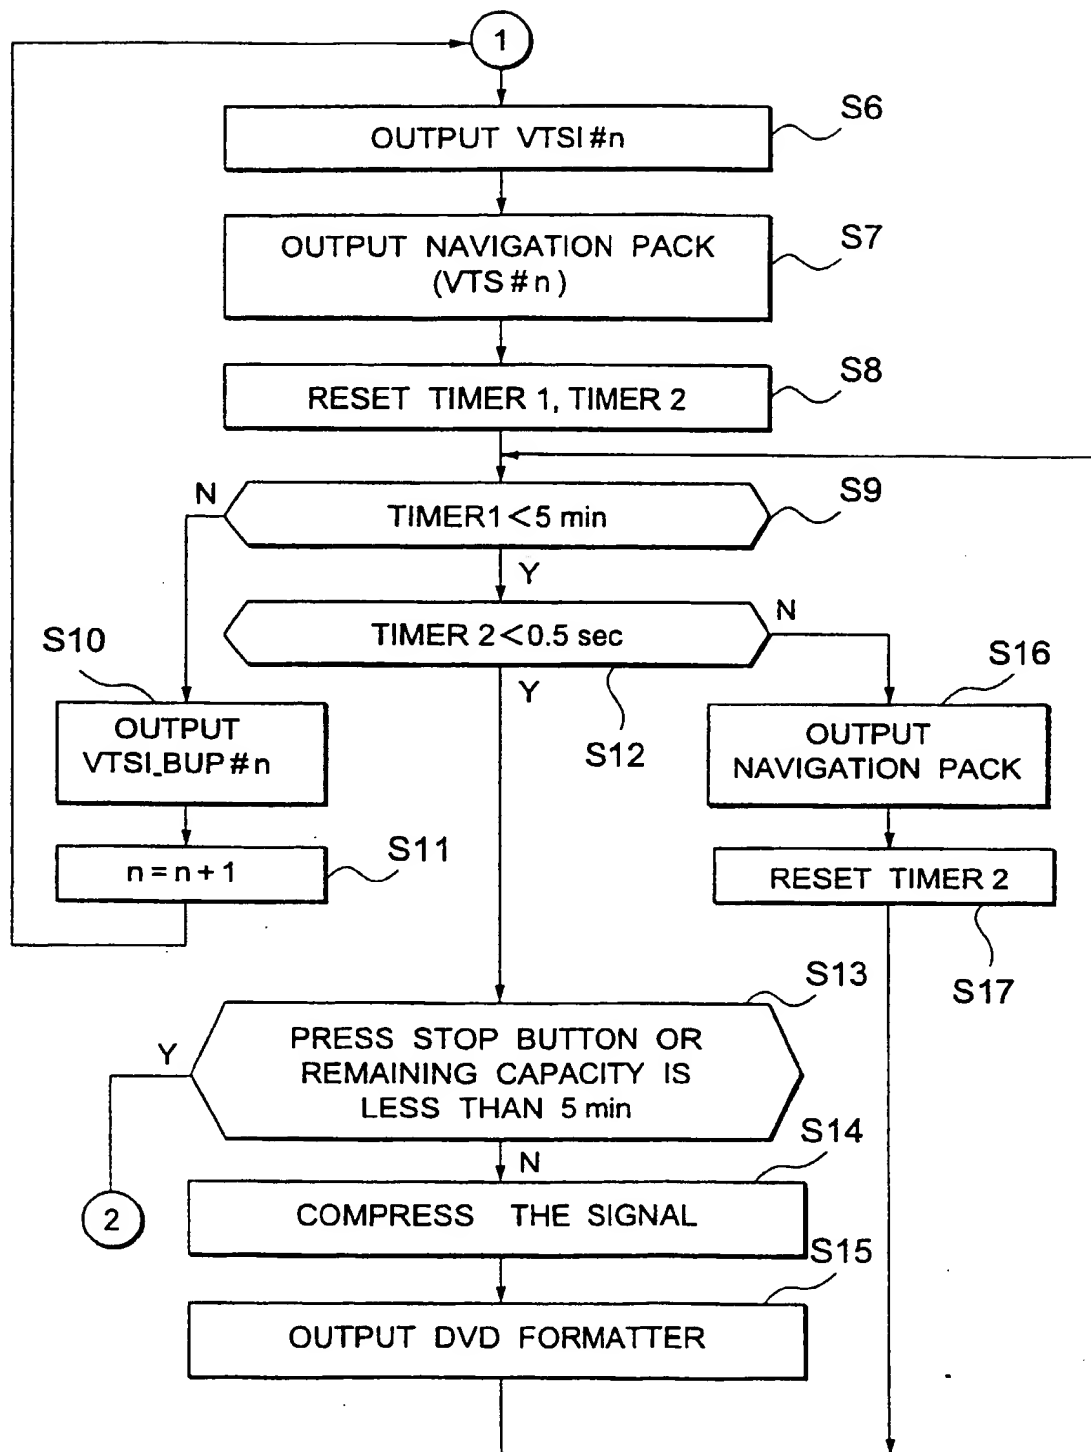 1
S6
OUTPUT VTSI#n
S7
OUTPUT NAVIGATION PACK
(VTS#n)
S8
RESET TIMER 1, TIMER 2
N
S9
TIMER1<5 min
Y
TIMER 2<0.5 sec
N
S10
Y
S12
S16
OUTPUT
VTSI_BUP#n
OUTPUT
NAVIGATION PACK
S11
n=n+1
RESET TIMER 2
S17
S13
Y
PRESS STOP BUTTON OR
REMAINING CAPACITY IS
LESS THAN 5 min
N
S14
2
COMPRESS THE SIGNAL
S15
OUTPUT DVD FORMATTER